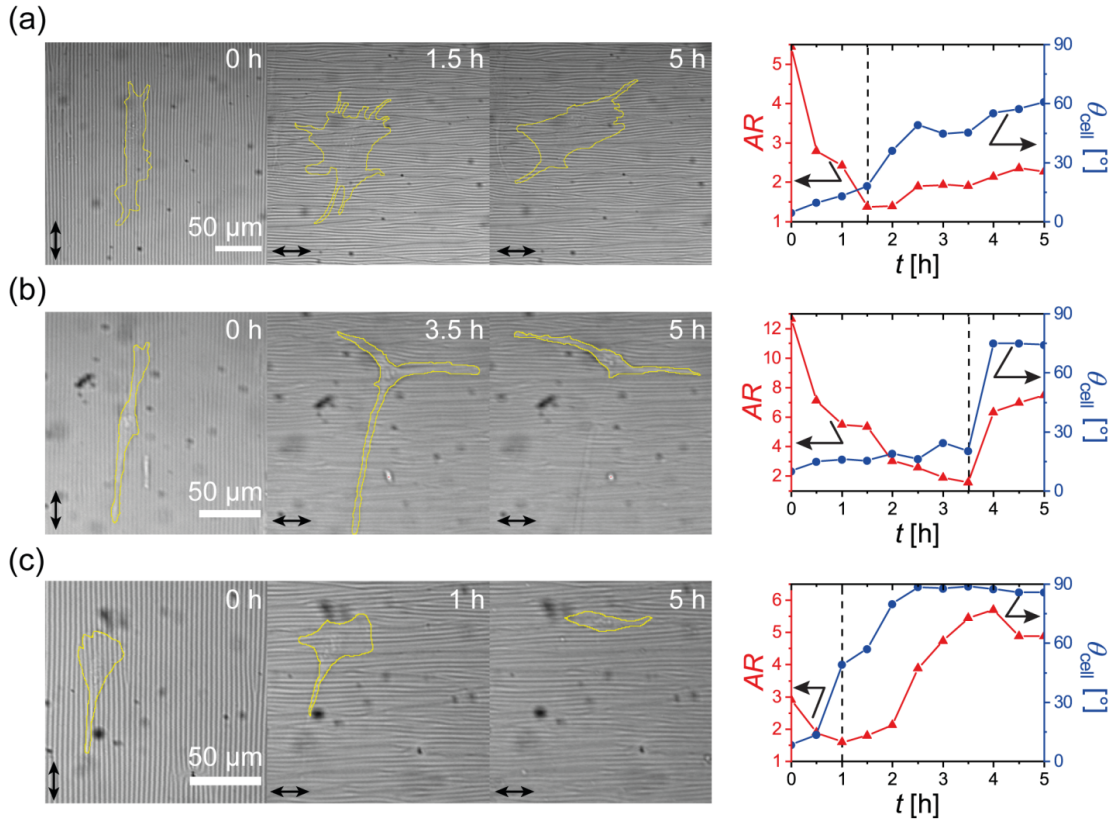 (a)
0 h
1.5 h
5 h
50 µm
AR
5
4
3
2
1
90
60
30
0
θcell [°]
0 1 2 3 4 5
t [h]
(b)
0 h
3.5 h
5 h
50 µm
AR
12
10
8
6
4
2
90
60
30
0
θcell [°]
0 1 2 3 4 5
t [h]
(c)
0 h
1 h
5 h
50 µm
AR
6
5
4
3
2
1
90
60
30
0
θcell [°]
0 1 2 3 4 5
t [h]